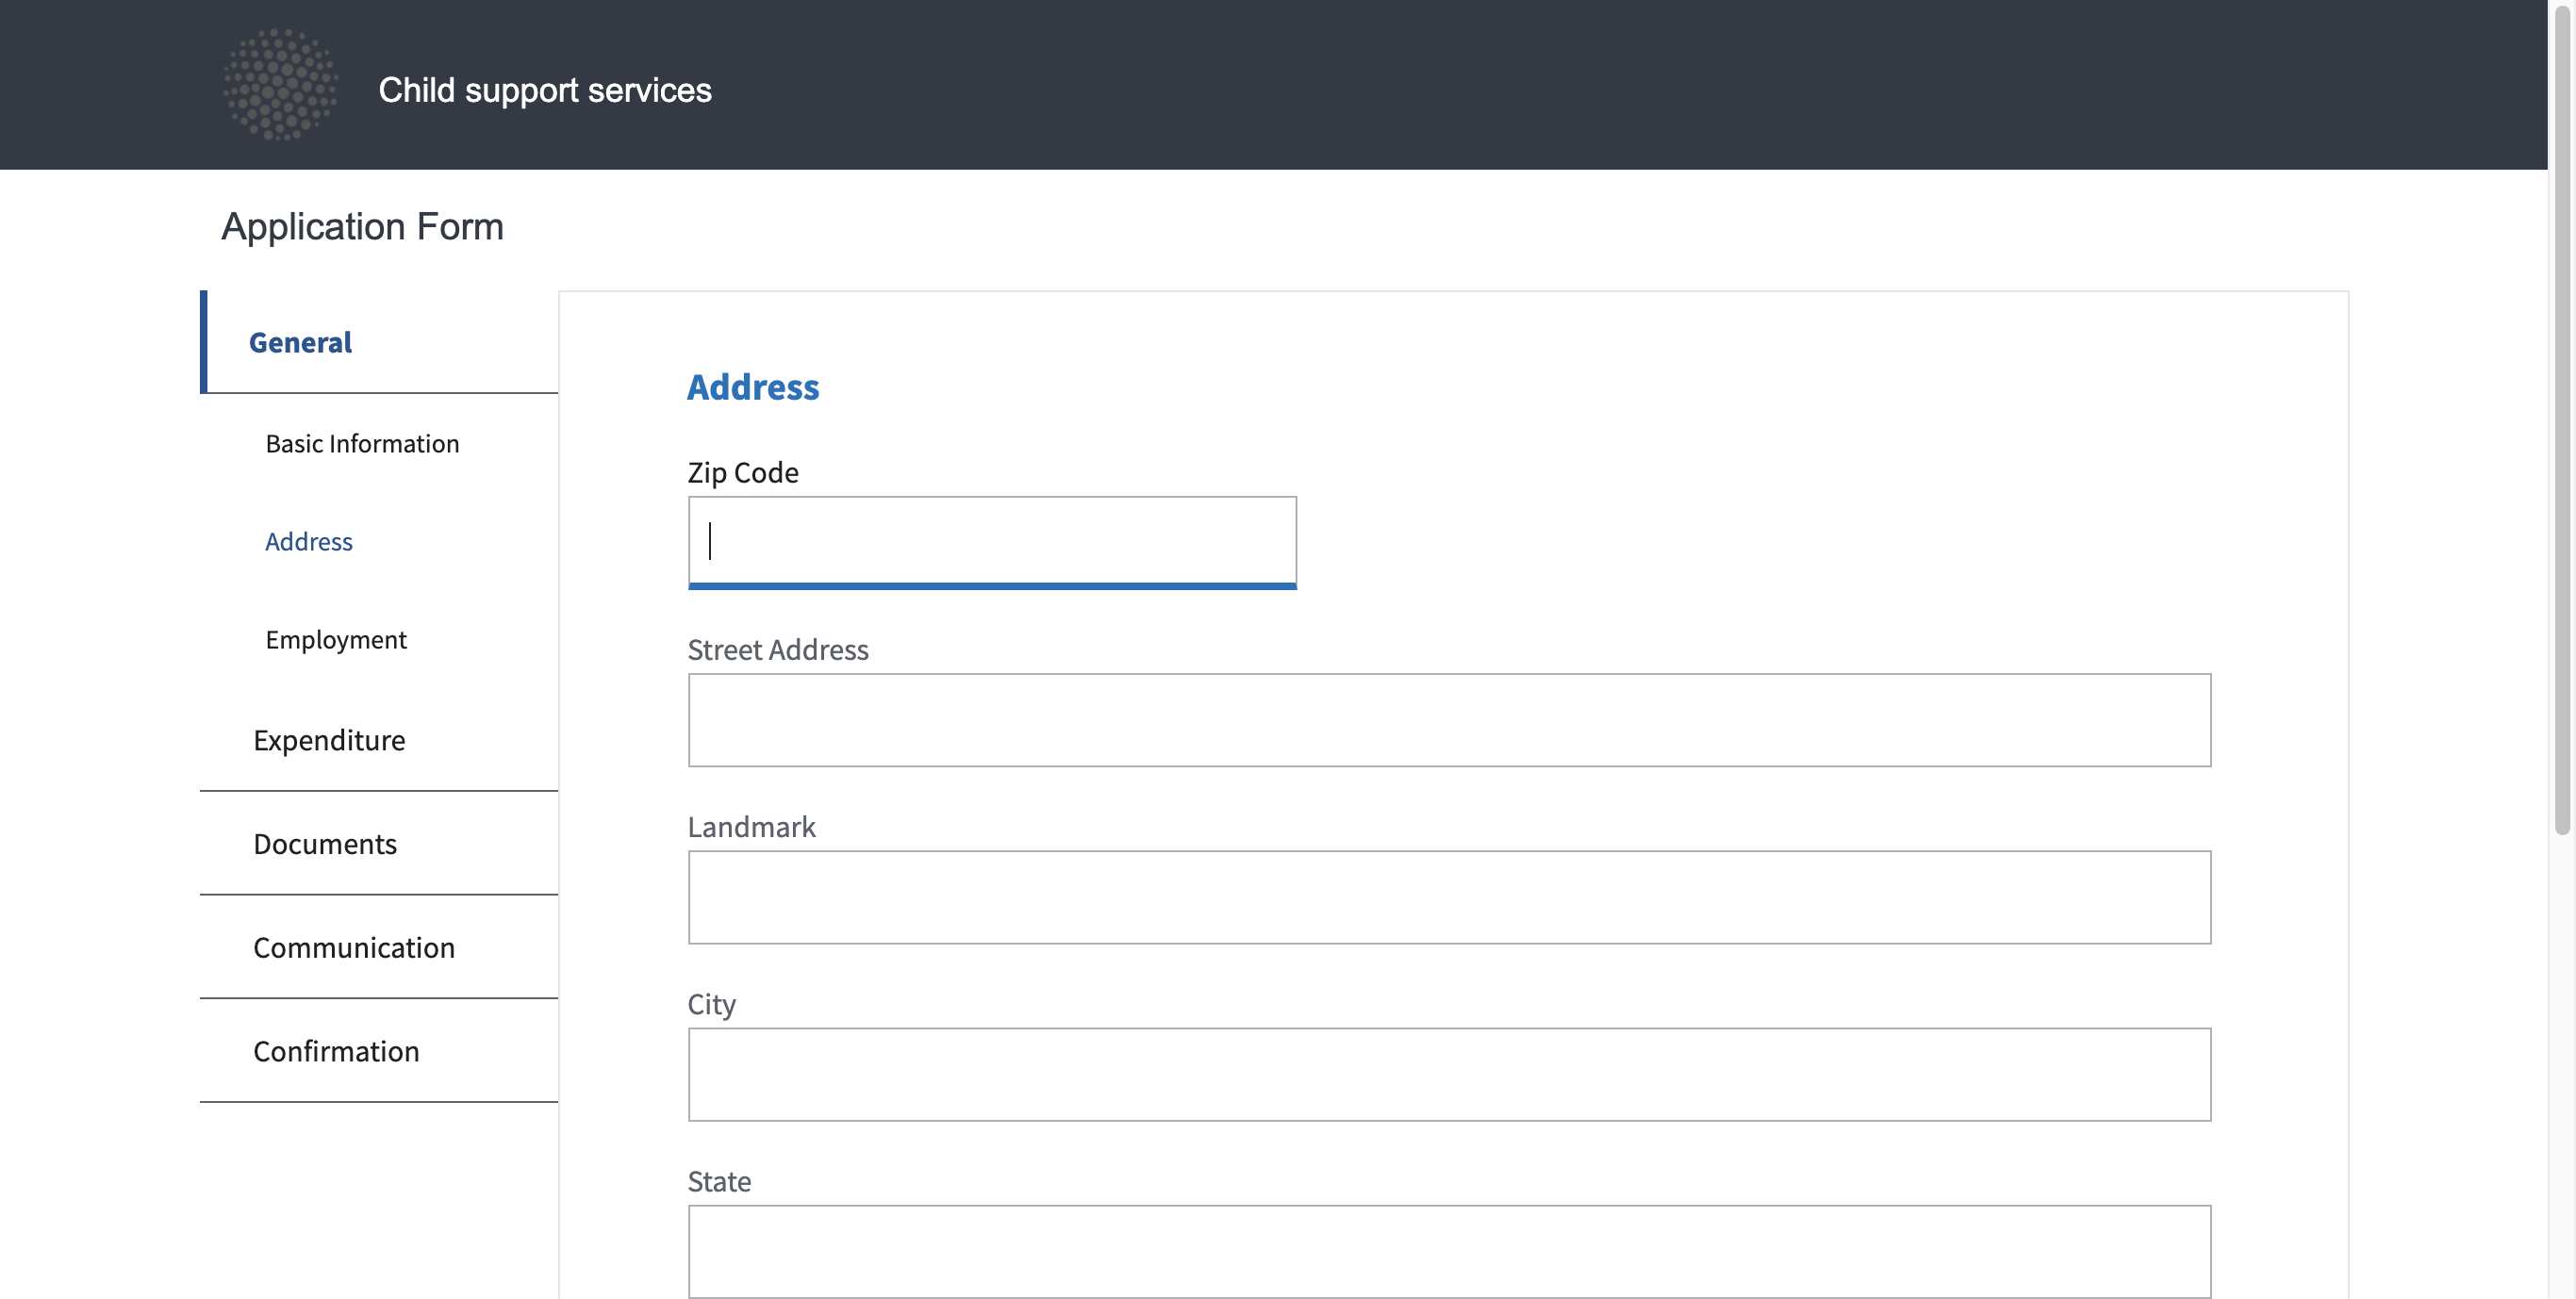 Child support services
Application Form
General
Basic Information
Address
Employment
Expenditure
Documents
Communication
Confirmation
Address
Zip Code
Street Address
Landmark
City
State